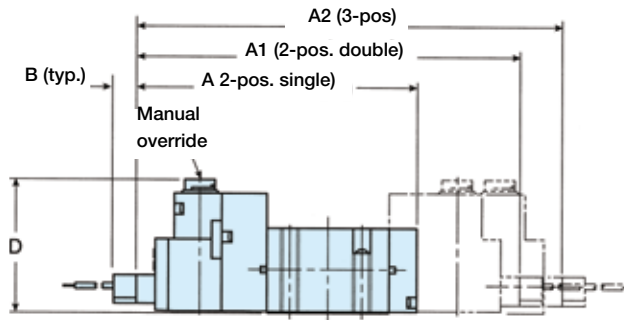 A2 (3-pos)
A1 (2-pos. double)
B (typ.)
A 2-pos. single)
Manual
override
D